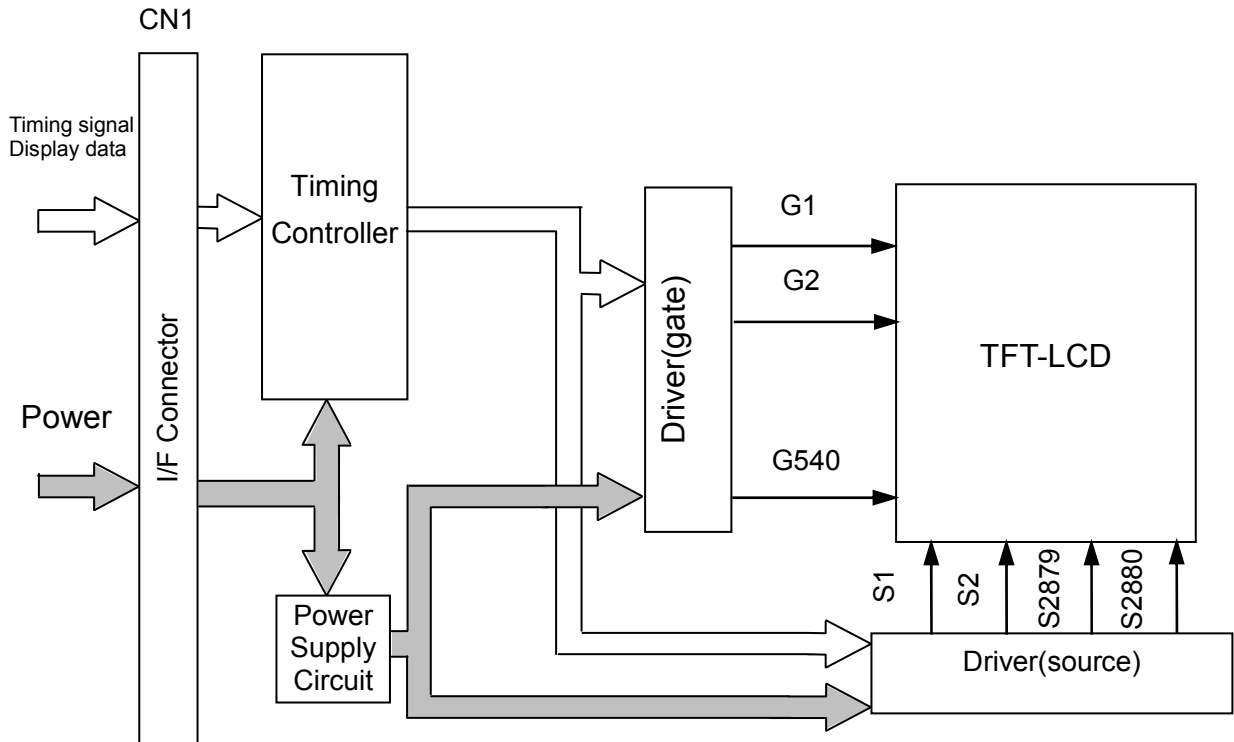 CN1
Timing signal
Display data
Power
I/F Connector
Timing
Controller
Power
Supply
Circuit
Driver(gate)
G1
G2
G540
TFT-LCD
S1
S2
S2879
S2880
Driver(source)